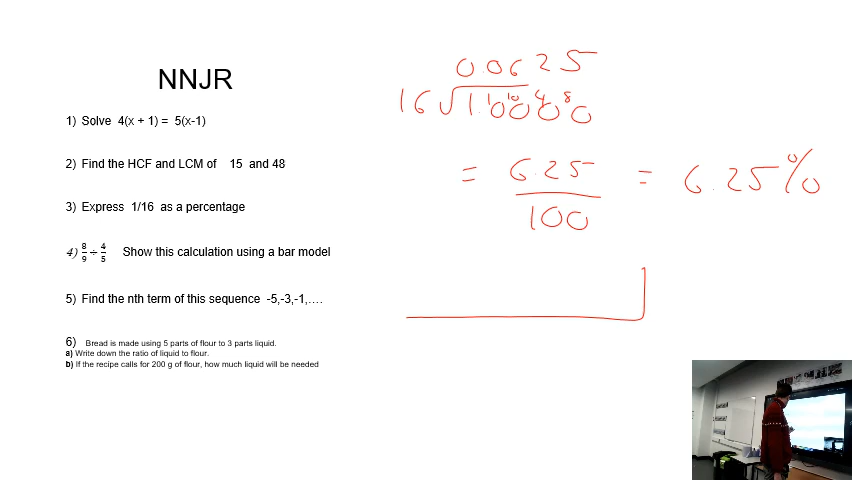 NNJR
1) Solve 4(x + 1) = 5(x-1)
2) Find the HCF and LCM of 15 and 48
3) Express 1/16 as a percentage
4) 8/9 ÷ 4/5 Show this calculation using a bar model
5) Find the nth term of this sequence -5,-3,-1,....
6) Bread is made using 5 parts of flour to 3 parts liquid.
a) Write down the ratio of liquid to flour.
b) If the recipe calls for 200 g of flour, how much liquid will be needed
00625
16√1.¹0¹⁰0⁴0⁸0
= 6.25/100 = 6.25%